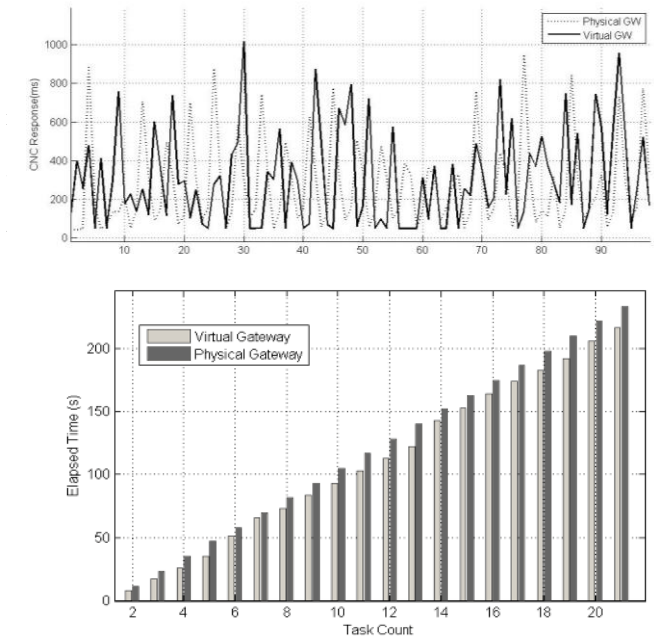 Physical GW
Virtual GW
CNC Response(ms)
1000
800
600
400
200
0
10 20 30 40 50 60 70 80 90
Virtual Gateway
Physical Gateway
Elapsed Time (s)
200
150
100
50
0
2 4 6 8 10 12 14 16 18 20
Task Count